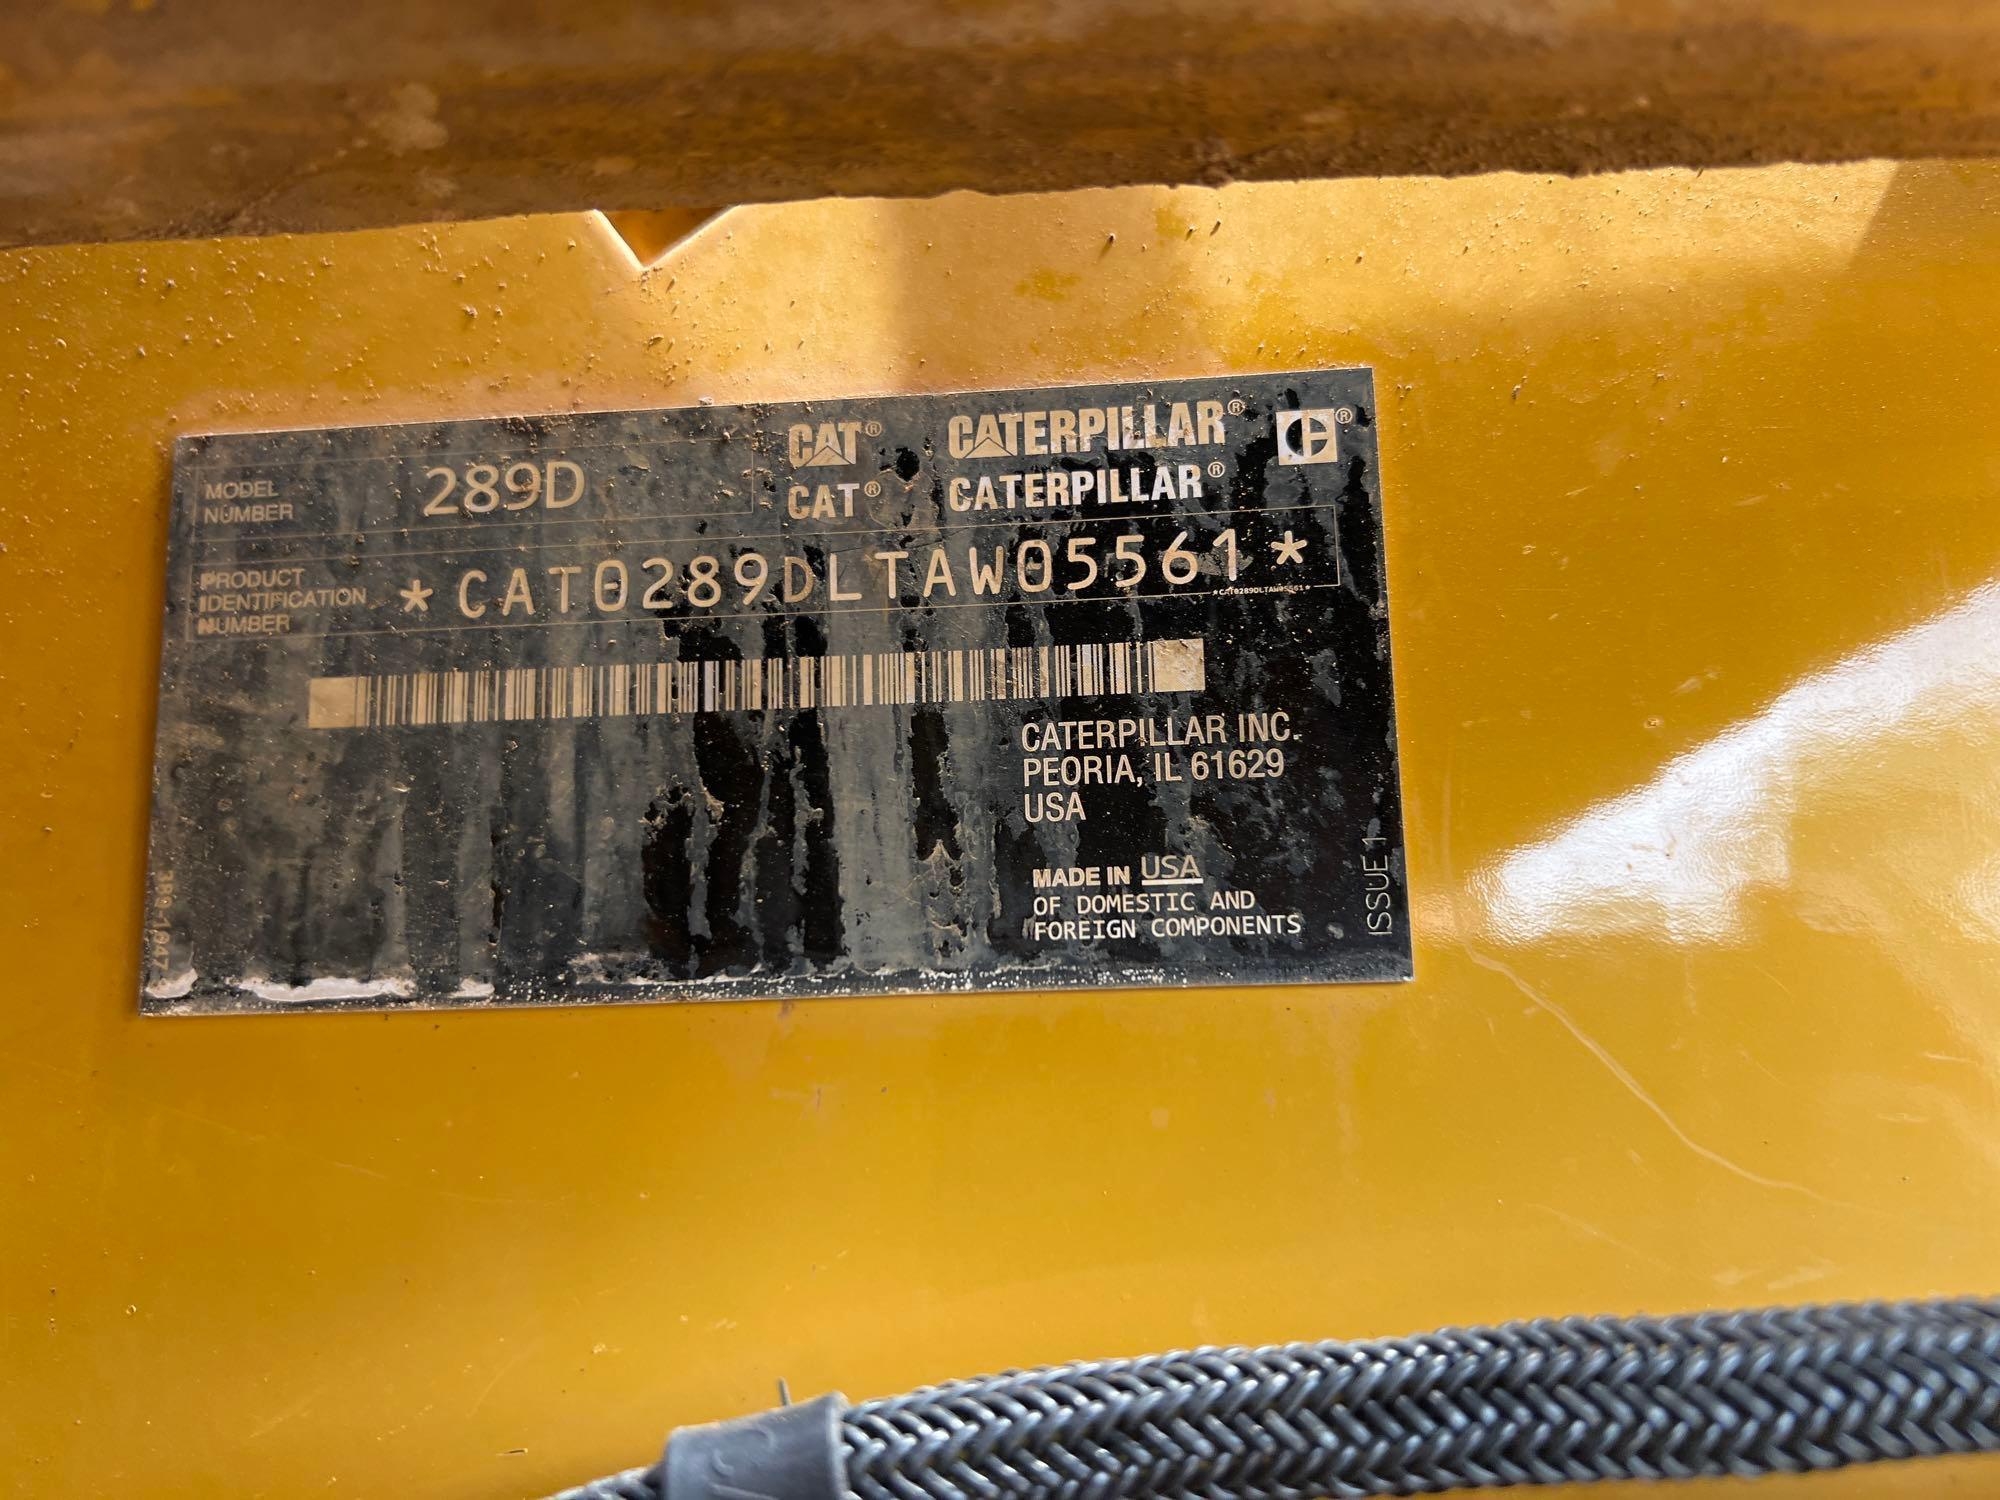 MODEL
NUMBER
289D
CAT® CATERPILLAR®
CAT® CATERPILLAR®
PRODUCT
IDENTIFICATION
NUMBER
*CAT0289DLTAW05561*
*CAT0289DLTAW05561*
CATERPILLAR INC.
PEORIA, IL 61629
USA
MADE IN USA
OF DOMESTIC AND
FOREIGN COMPONENTS
ISSUE 1